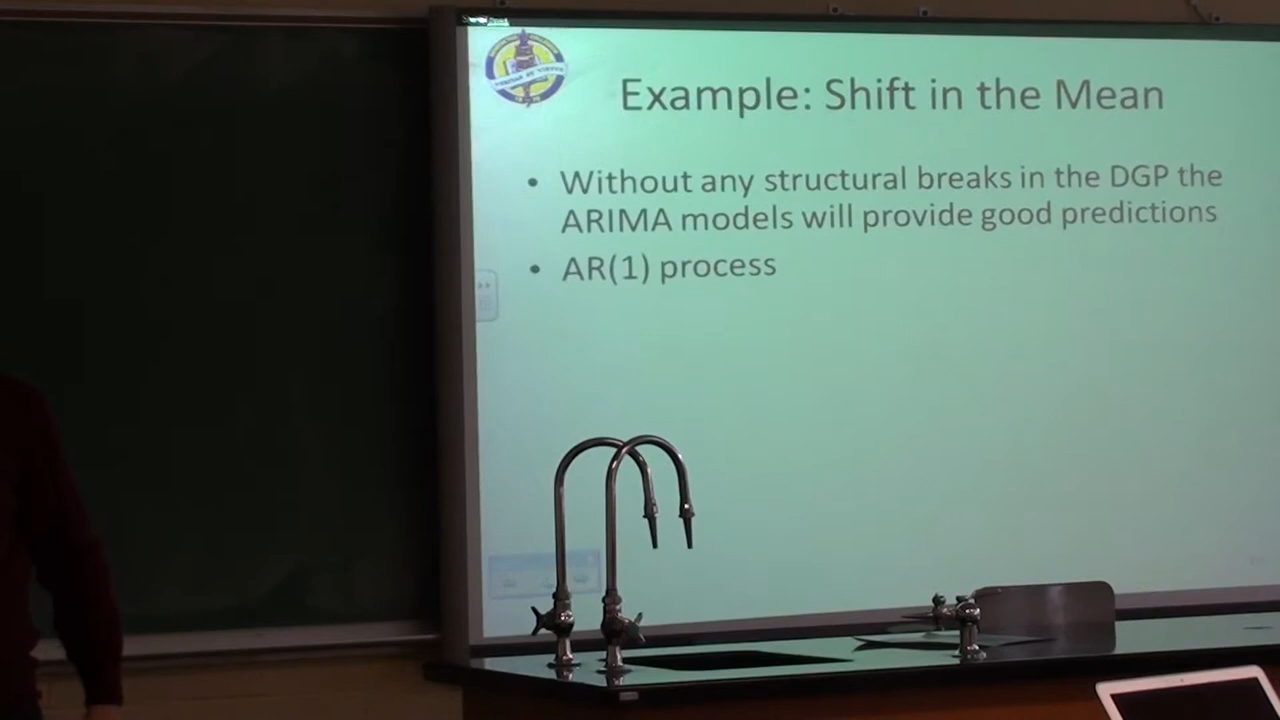 Example: Shift in the Mean
• Without any structural breaks in the DGP the
ARIMA models will provide good predictions
• AR(1) process